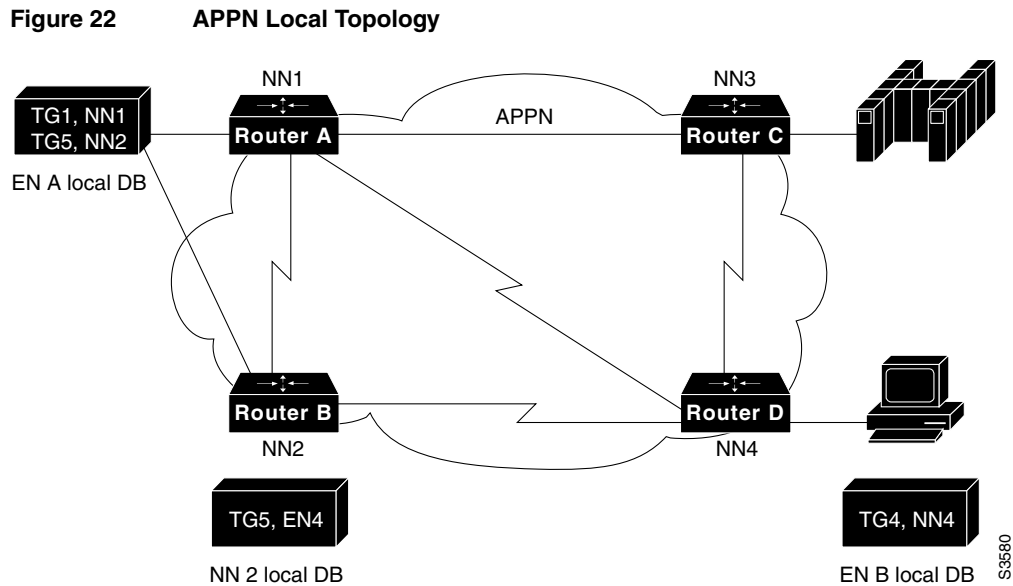 Figure 22 APPN Local Topology
NN1
NN3
TG1, NN1
TG5, NN2
APPN
Router A
Router C
EN A local DB
Router B
Router D
NN2
NN4
TG5, EN4
TG4, NN4
NN 2 local DB
EN B local DB
S3580